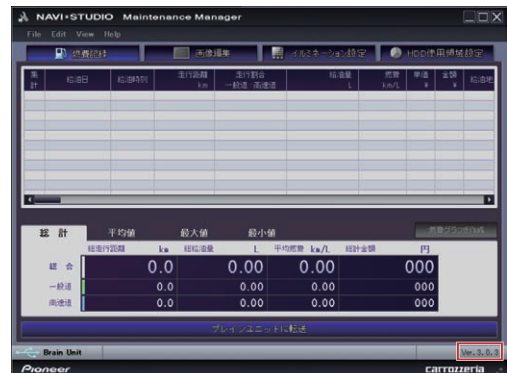 NAVI*STUDIO Maintenance Manager
File Edit View Help
燃費記録 画像編集 イルミネーション設定 HDD使用領域設定
集計 給油日 給油時刻 走行距離 km 走行割合 一般道・高速道 給油量 L 燃費 km/L 単価 ¥ 金額 ¥ 給油地
総 計 平均値 最大値 最小値
総走行距離 km 総給油量 L 平均燃費 km/L 総計金額 円
総 合 0.0 0.00 0.00 000
一般道 0.0 0.00 0.00 000
高速道 0.0 0.00 0.00 000
ブレインユニットに転送
Brain Unit Ver.3.0.3
Pioneer carrozzeria